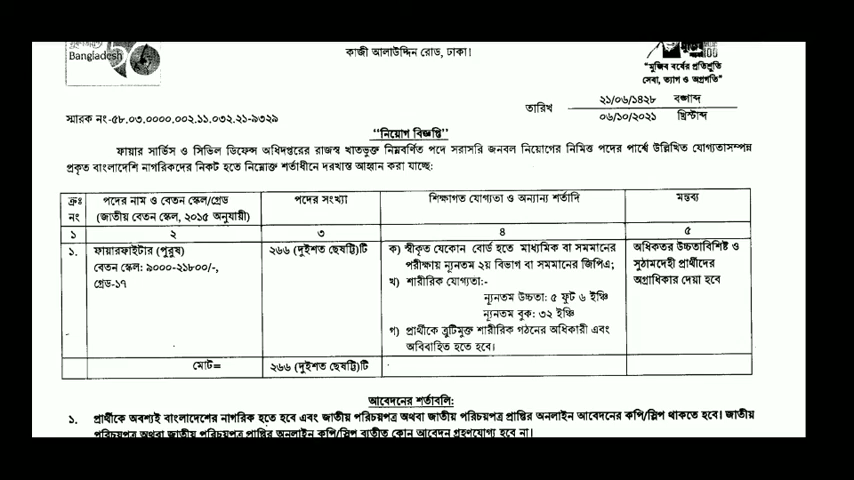 কাজী আলাউদ্দিন রোড, ঢাকা।
Bangladesh
100
"মুজিব বর্ষের প্রতিশ্রুতি
সেবা, ত্যাগ ও অগ্রগতি"
স্মারক নং-৫৮.০৩.০০০০.০০২.১১.০৩২.২১-৯৩২৯
তারিখ
২১/০৬/১৪২৮ বঙ্গাব্দ
০৬/১০/২০২১ খ্রিস্টাব্দ
"নিয়োগ বিজ্ঞপ্তি"
ফায়ার সার্ভিস ও সিভিল ডিফেন্স অধিদপ্তরের রাজস্ব খাতভুক্ত নিম্নবর্ণিত পদে সরাসরি জনবল নিয়োগের নিমিত্ত পদের পার্শ্বে উল্লিখিত যোগ্যতাসম্পন্ন
প্রকৃত বাংলাদেশি নাগরিকদের নিকট হতে নিম্নোক্ত শর্তাধীনে দরখাস্ত আহ্বান করা যাচ্ছে:
ক্রঃ নং
পদের নাম ও বেতন স্কেল/গ্রেড
(জাতীয় বেতন স্কেল, ২০১৫ অনুযায়ী)
পদের সংখ্যা
শিক্ষাগত যোগ্যতা ও অন্যান্য শর্তাদি
মন্তব্য
১ ২ ৩ ৪ ৫
১.
ফায়ারফাইটার (পুরুষ)
বেতন স্কেল: ৯০০০-২১৮০০/-,
গ্রেড-১৭
২৬৬ (দুইশত ছেষট্টি)টি
ক) স্বীকৃত যেকোন বোর্ড হতে মাধ্যমিক বা সমমানের
পরীক্ষায় ন্যূনতম ২য় বিভাগ বা সমমানের জিপিএ;
খ) শারীরিক যোগ্যতা:-
ন্যূনতম উচ্চতা: ৫ ফুট ৬ ইঞ্চি
ন্যূনতম বুক: ৩২ ইঞ্চি
গ) প্রার্থীকে ত্রুটিমুক্ত শারীরিক গঠনের অধিকারী এবং
অবিবাহিত হতে হবে।
অধিকতর উচ্চতাবিশিষ্ট ও
সুঠামদেহী প্রার্থীদের
অগ্রাধিকার দেয়া হবে
মোট= ২৬৬ (দুইশত ছেষট্টি)টি
আবেদনের শর্তাবলি:
১. প্রার্থীকে অবশ্যই বাংলাদেশের নাগরিক হতে হবে এবং জাতীয় পরিচয়পত্র অথবা জাতীয় পরিচয়পত্র প্রাপ্তির অনলাইন আবেদনের কপি/স্লিপ থাকতে হবে। জাতীয়
পরিচয়পত্র অথবা জাতীয় পরিচয়পত্র প্রাপ্তির অনলাইন কপি/স্লিপ ব্যতীত কোন আবেদন গ্রহণযোগ্য হবে না।